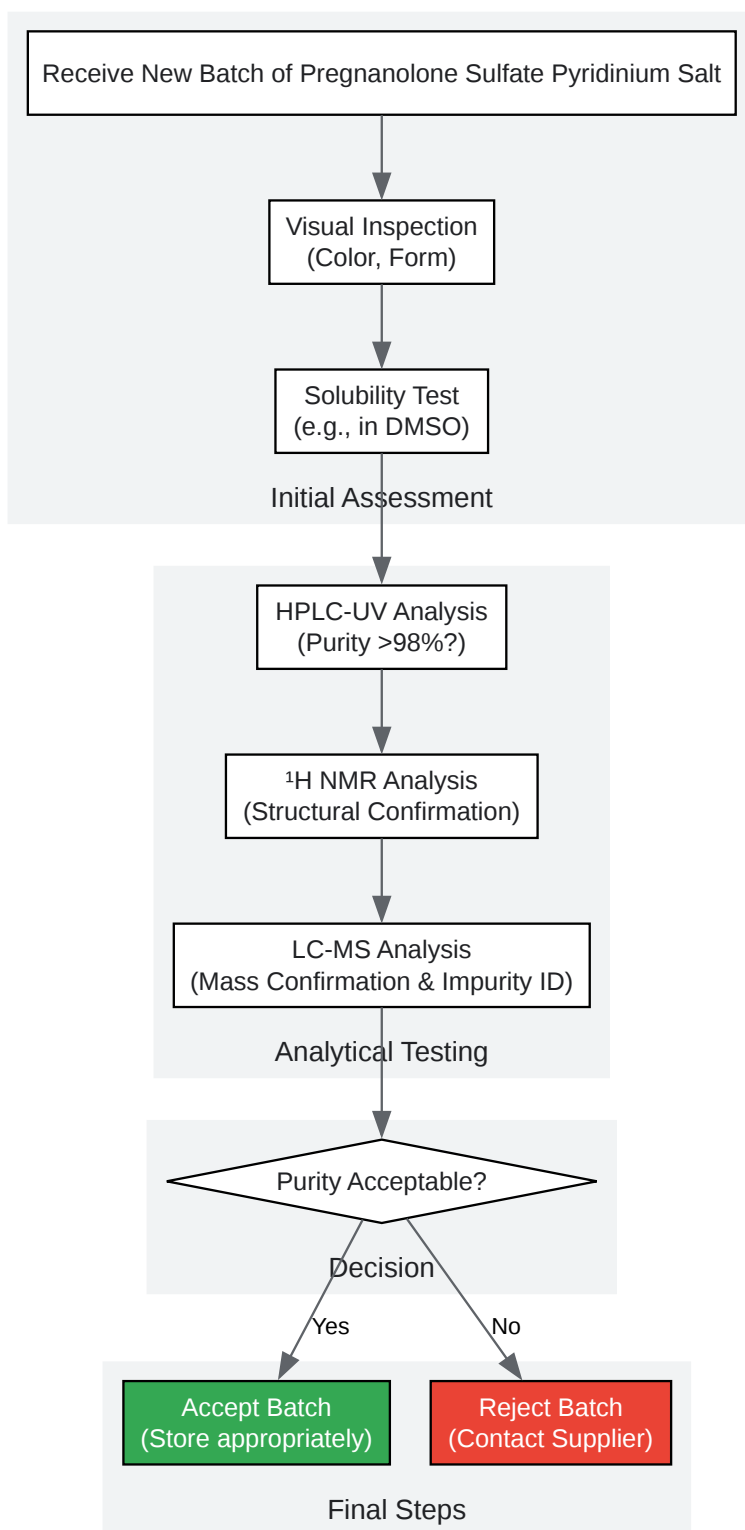 Receive New Batch of Pregnanolone Sulfate Pyridinium Salt
Visual Inspection
(Color, Form)
Solubility Test
(e.g., in DMSO)
Initial Assessment
HPLC-UV Analysis
(Purity >98%?)
¹H NMR Analysis
(Structural Confirmation)
LC-MS Analysis
(Mass Confirmation & Impurity ID)
Analytical Testing
Purity Acceptable?
Decision
Yes
No
Accept Batch
(Store appropriately)
Reject Batch
(Contact Supplier)
Final Steps